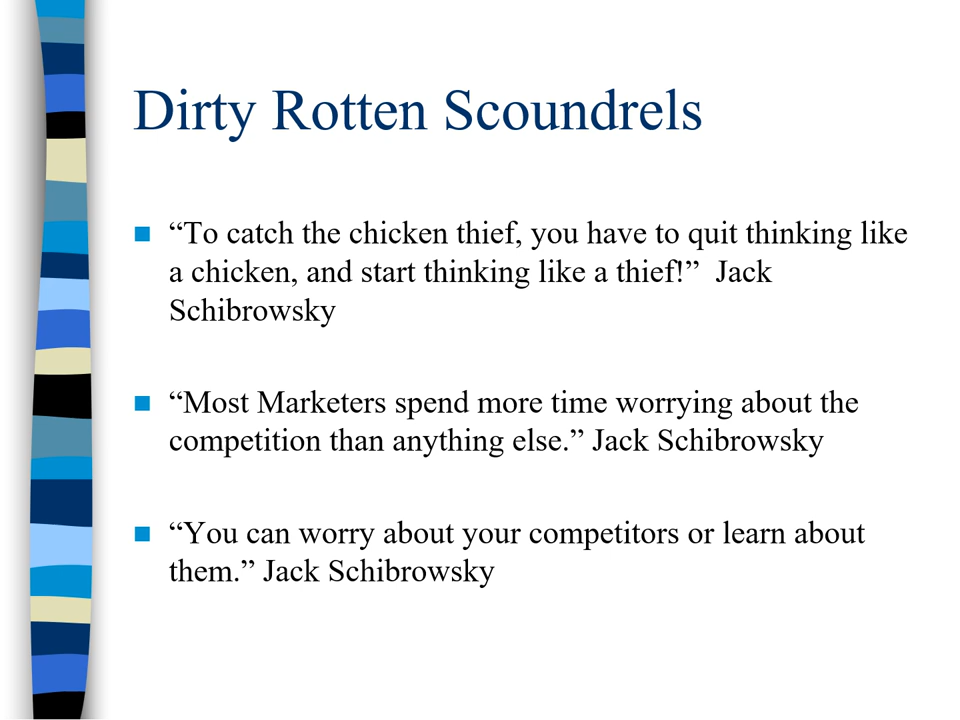 Dirty Rotten Scoundrels
“To catch the chicken thief, you have to quit thinking like
a chicken, and start thinking like a thief!”  Jack
Schibrowsky
“Most Marketers spend more time worrying about the
competition than anything else.” Jack Schibrowsky
“You can worry about your competitors or learn about
them.” Jack Schibrowsky